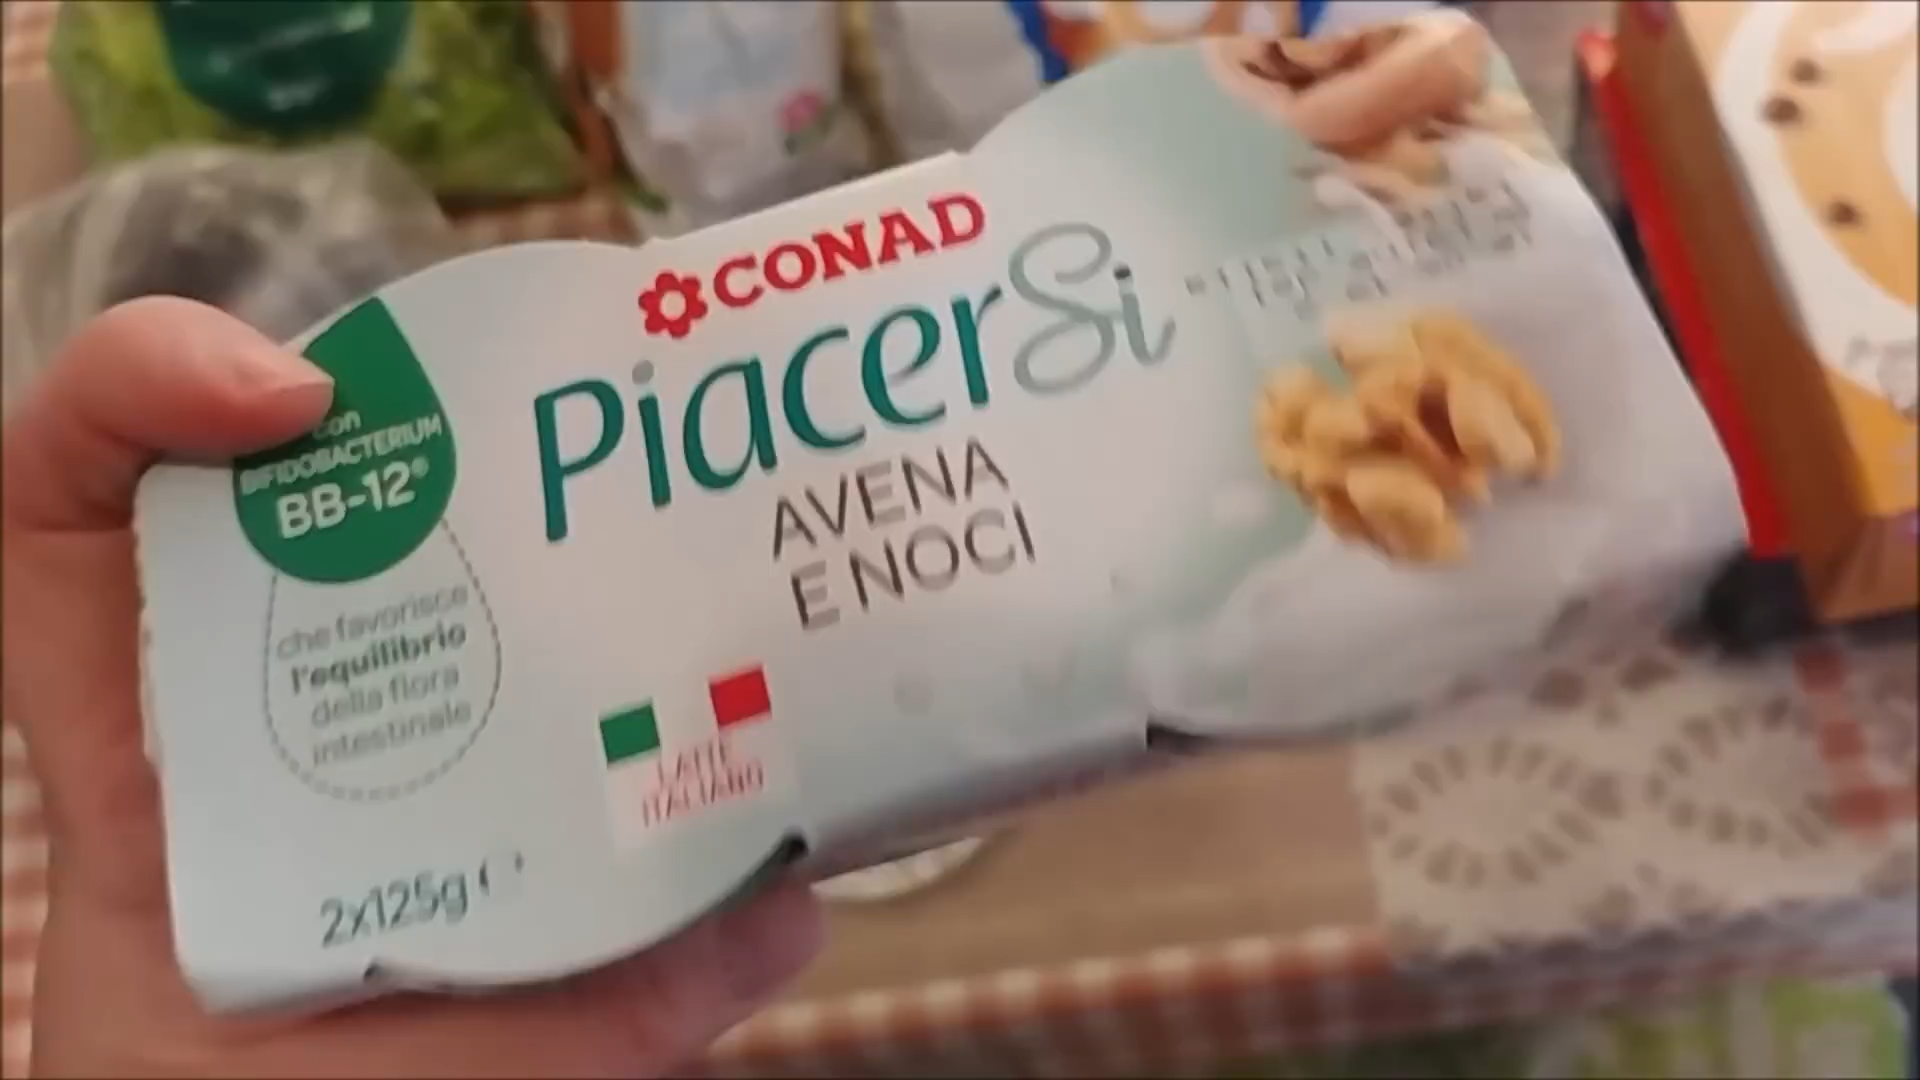 CONAD
PiacerSi
AVENA
E NOCI
con
BIFIDOBACTERIUM
BB-12®
che favorisce
l'equilibrio
della flora
intestinale
LATTE
ITALIANO
2x125g e